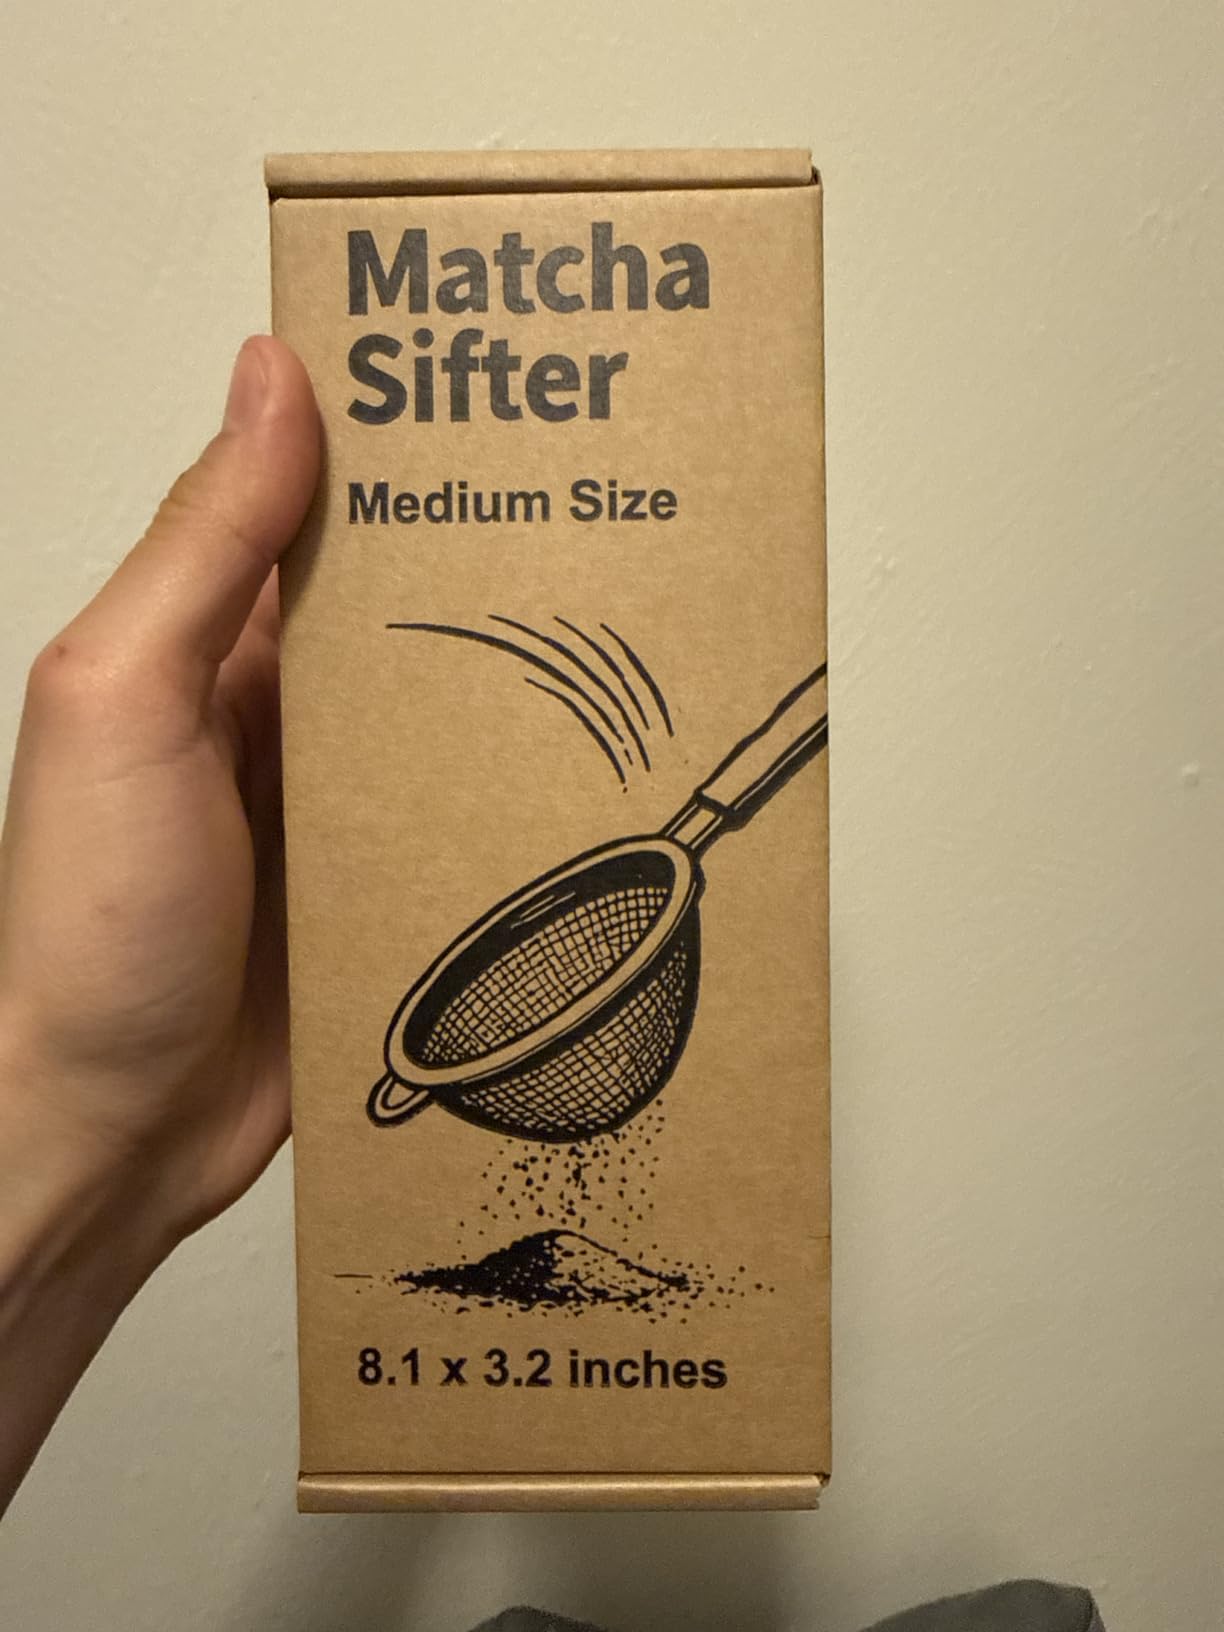 Matcha
Sifter
Medium Size
8.1 x 3.2 inches